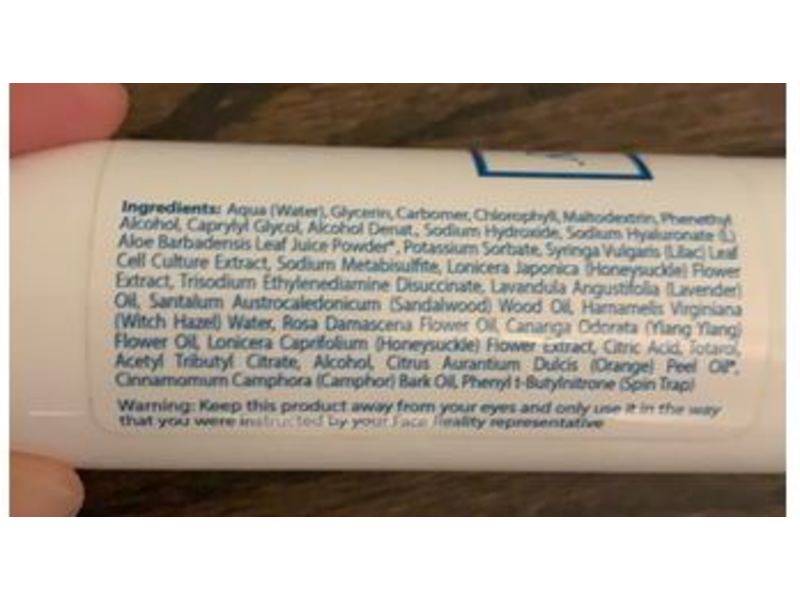 Ingredients: Aqua (Water), Glycerin, Carbomer, Chlorophyll, Maltodextrin, Phenethyl
Alcohol, Caprylyl Glycol, Alcohol Denat., Sodium Hydroxide, Sodium Hyaluronate (L)
Aloe Barbadensis Leaf Juice Powder*, Potassium Sorbate, Syringa Vulgaris (Lilac) Leaf
Cell Culture Extract, Sodium Metabisulfite, Lonicera Japonica (Honeysuckle) Flower
Extract, Trisodium Ethylenediamine Disuccinate, Lavandula Angustifolia (Lavender)
Oil, Santalum Austrocaledonicum (Sandalwood) Wood Oil, Hamamelis Virginiana
(Witch Hazel) Water, Rosa Damascena Flower Oil, Cananga Odorata (Ylang Ylang)
Flower Oil, Lonicera Caprifolium (Honeysuckle) Flower Extract, Citric Acid, Totarol,
Acetyl Tributyl Citrate, Alcohol, Citrus Aurantium Dulcis (Orange) Peel Oil*,
Cinnamomum Camphora (Camphor) Bark Oil, Phenyl t-Butylnitrone (Spin Trap)
Warning: Keep this product away from your eyes and only use it in the way
that you were instructed by your Face Reality representative